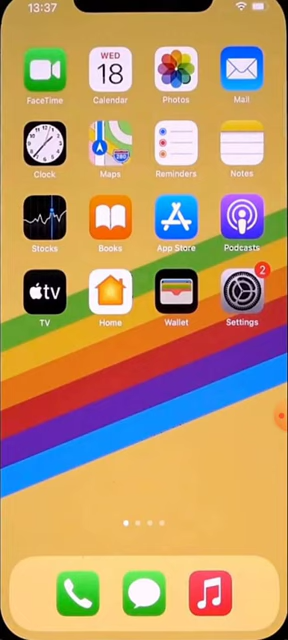 13:37
WED
18
FaceTime Calendar Photos Mail
280
Clock Maps Reminders Notes
Stocks Books App Store Podcasts
tv
2
TV Home Wallet Settings